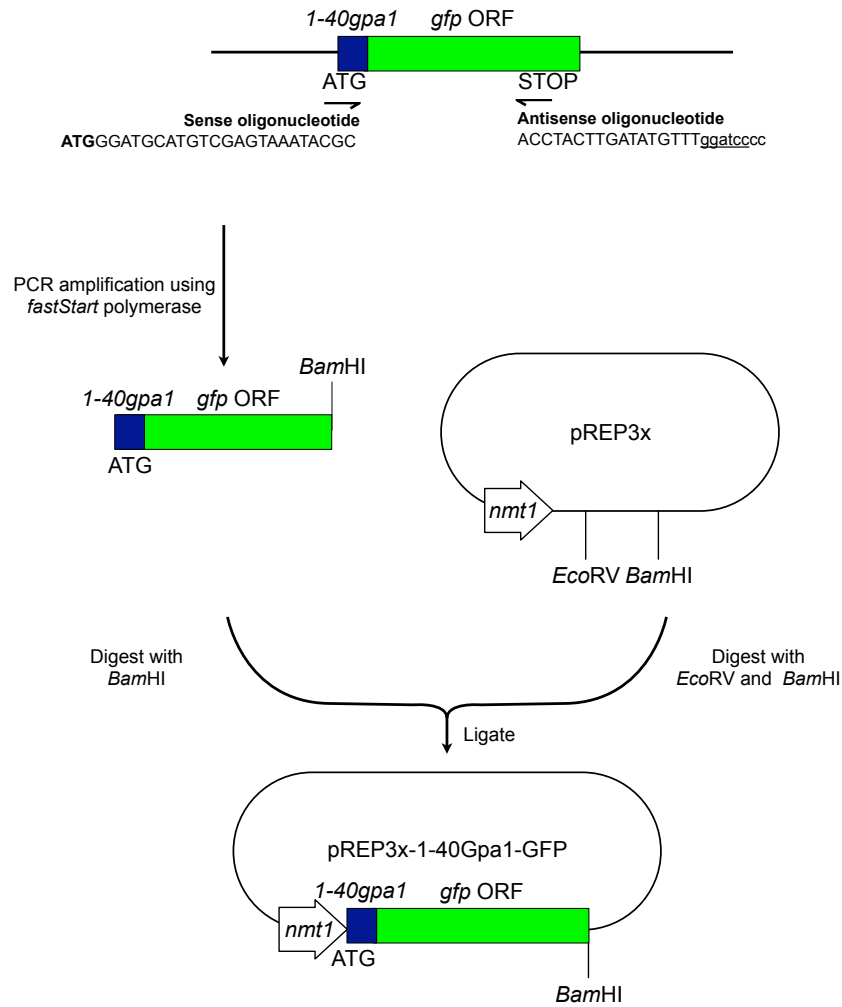 1-40gpa1 gfp ORF
ATG STOP
Sense oligonucleotide
ATGGGATGCATGTCGAGTAAATACGC
Antisense oligonucleotide
ACCTACTTGATATGTTTggatcccc
PCR amplification using
fastStart polymerase
BamHI
1-40gpa1 gfp ORF
ATG
pREP3x
nmt1
EcoRV BamHI
Digest with
BamHI
Digest with
EcoRV and BamHI
Ligate
pREP3x-1-40Gpa1-GFP
1-40gpa1 gfp ORF
nmt1
ATG
BamHI